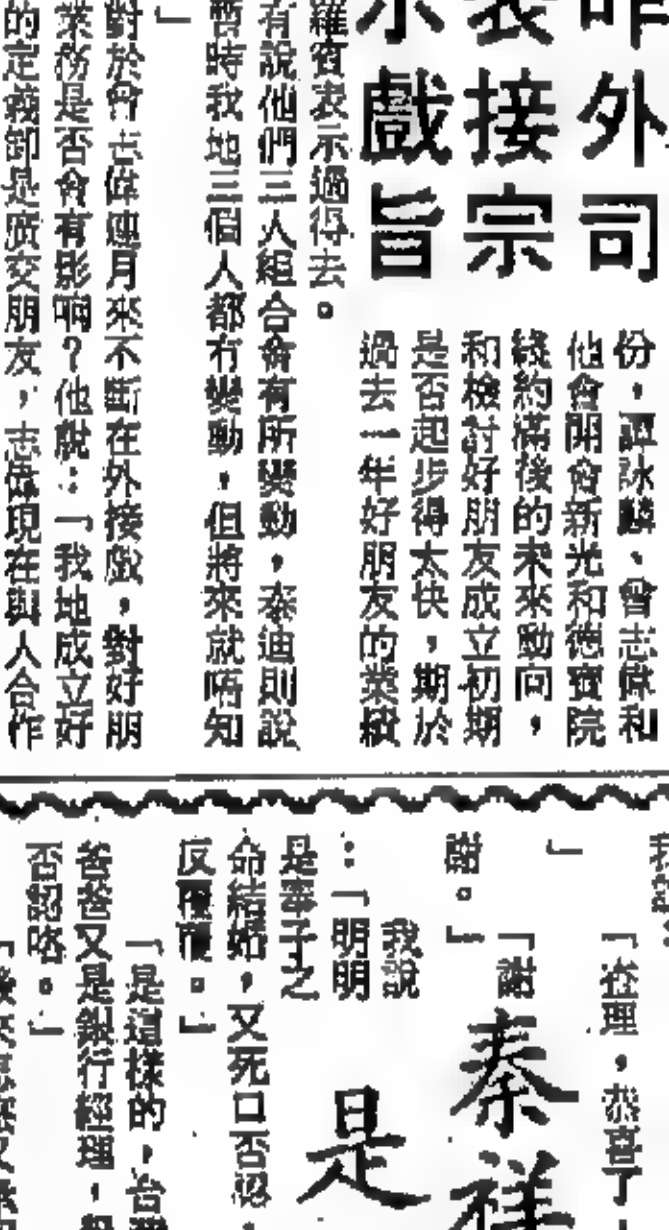 咋外司
表接宗
示戲旨
份，譚詠麟、曾志偉和
他會開會新光和德寶院
綫約滿後的未來動向，
和檢討好朋友成立初期
是否起步得太快，期於
過去一年好朋友的業績
羅賓表示過得去。
有說他們三人組合會有所變動，泰迪則說
暫時我地三個人都冇變動，但將來就唔知
」
對於曾志偉連月來不斷在外接戲，對好朋
業務是否會有影响？他說：「我地成立好
的定義卸是廣交朋友，志偉現在與人合作
「在理，恭喜了
」
「謝
謝。」
秦祥
是
我說
：「明明
是奉子之
命結婚，又死口否認，
反覆覆。」
「是這樣的，台灣
爸爸又是銀行經理，
否認咯。」